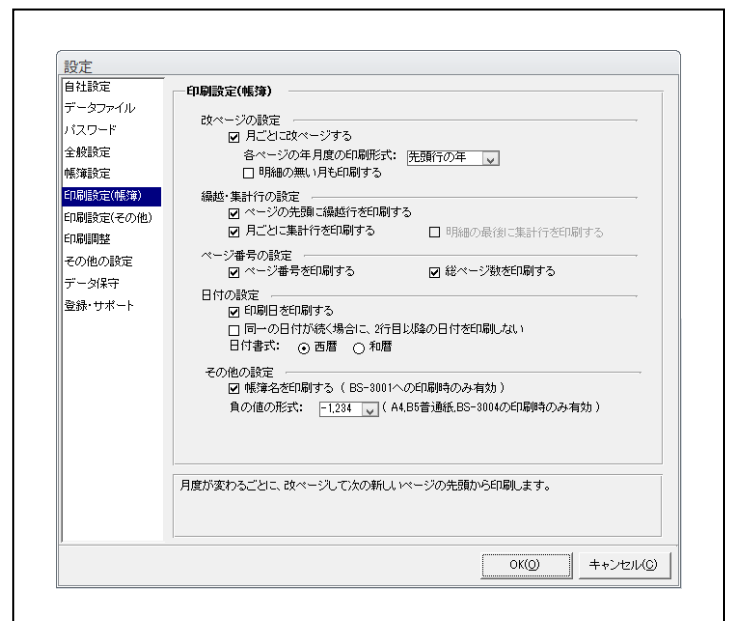 設定
自社設定
データファイル
パスワード
全般設定
帳簿設定
印刷設定(帳簿)
印刷設定(その他)
印刷調整
その他の設定
データ保守
登録・サポート
印刷設定(帳簿)
改ページの設定
月ごとに改ページする
各ページの年月度の印刷形式: 先頭行の年
明細の無い月も印刷する
繰越・集計行の設定
ページの先頭に繰越行を印刷する
月ごとに集計行を印刷する 明細の最後に集計行を印刷する
ページ番号の設定
ページ番号を印刷する 総ページ数を印刷する
日付の設定
印刷日を印刷する
同一の日付が続く場合に、2行目以降の日付を印刷しない
日付書式: 西暦 和暦
その他の設定
帳簿名を印刷する ( BS-3001への印刷時のみ有効 )
負の値の形式: -1,234 ( A4,B5普通紙,BS-3004の印刷時のみ有効 )
月度が変わるごとに、改ページして次の新しいページの先頭から印刷します。
OK(O) キャンセル(C)